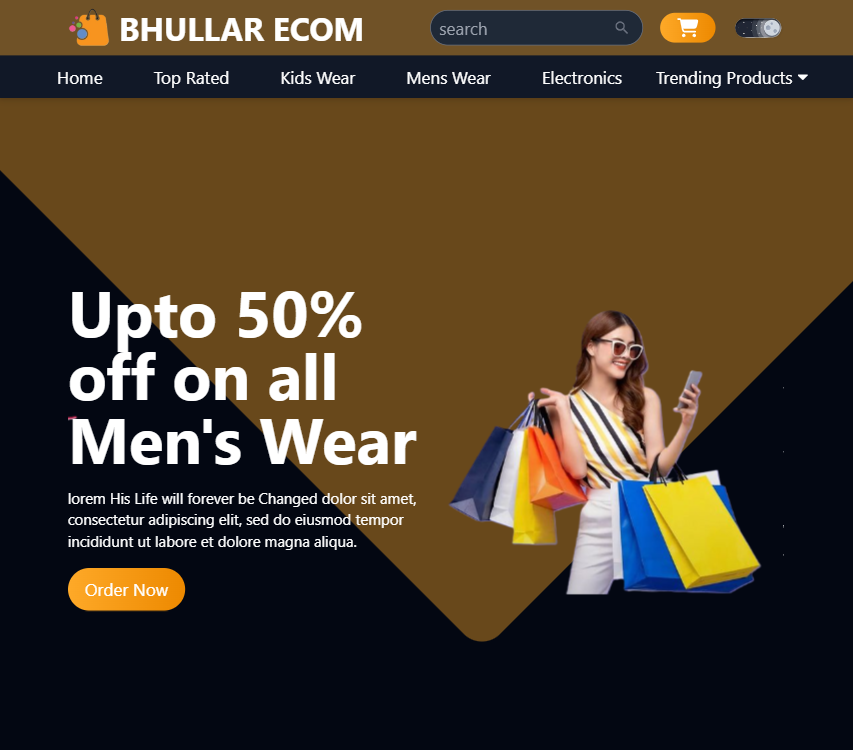 BHULLAR ECOM
search
Home Top Rated Kids Wear Mens Wear Electronics Trending Products
Upto 50%
off on all
Men's Wear
lorem His Life will forever be Changed dolor sit amet,
consectetur adipiscing elit, sed do eiusmod tempor
incididunt ut labore et dolore magna aliqua.
Order Now